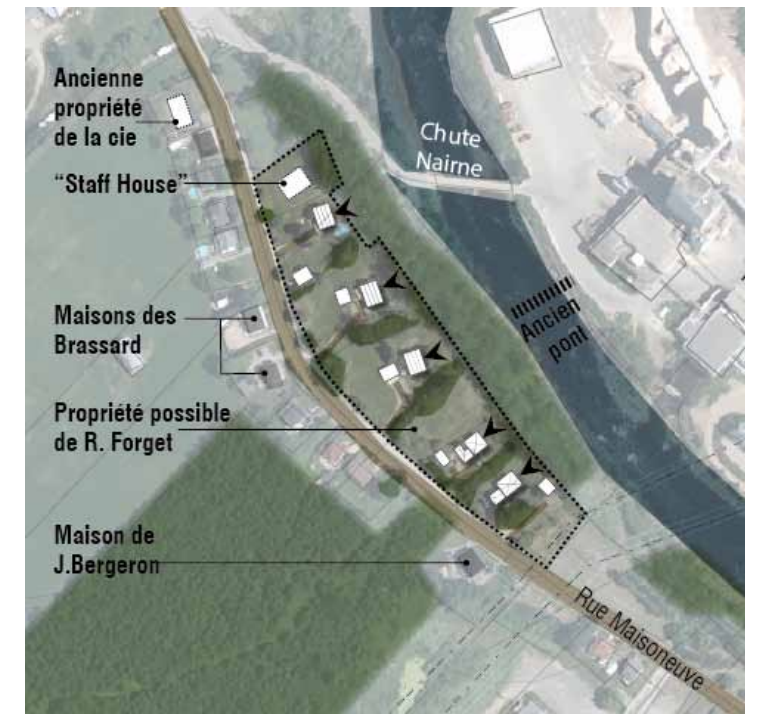 Ancienne
propriété
de la cie
“Staff House”
Maisons des
Brassard
Propriété possible
de R. Forget
Maison de
J.Bergeron
Chute
Nairne
Ancien
pont
Rue Maisoneuve